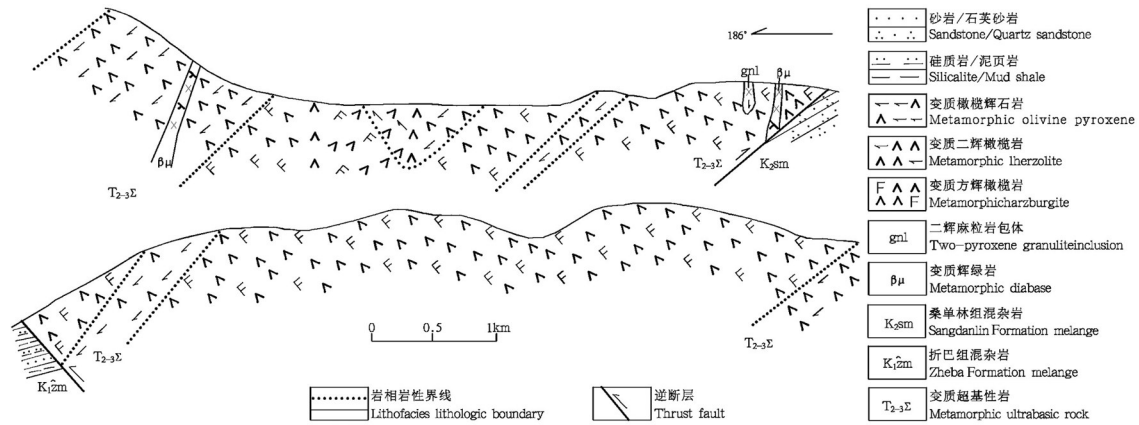 186°
gnl
βμ
βμ
T₂₋₃Σ
T₂₋₃Σ
K₂sm
T₂₋₃Σ
K₁ẑm
0 0.5 1km
T₂₋₃Σ
岩相岩性界线
Lithofacies lithologic boundary
逆断层
Thrust fault
砂岩/石英砂岩
Sandstone/Quartz sandstone
硅质岩/泥页岩
Silicalite/Mud shale
变质橄榄辉石岩
Metamorphic olivine pyroxene
变质二辉橄榄岩
Metamorphic lherzolite
变质方辉橄榄岩
Metamorphicharzburgite
gnl
二辉麻粒岩包体
Two-pyroxene granuliteinclusion
βμ
变质辉绿岩
Metamorphic diabase
K₂sm
桑单林组混杂岩
Sangdanlin Formation melange
K₁ẑm
折巴组混杂岩
Zheba Formation melange
T₂₋₃Σ
变质超基性岩
Metamorphic ultrabasic rock